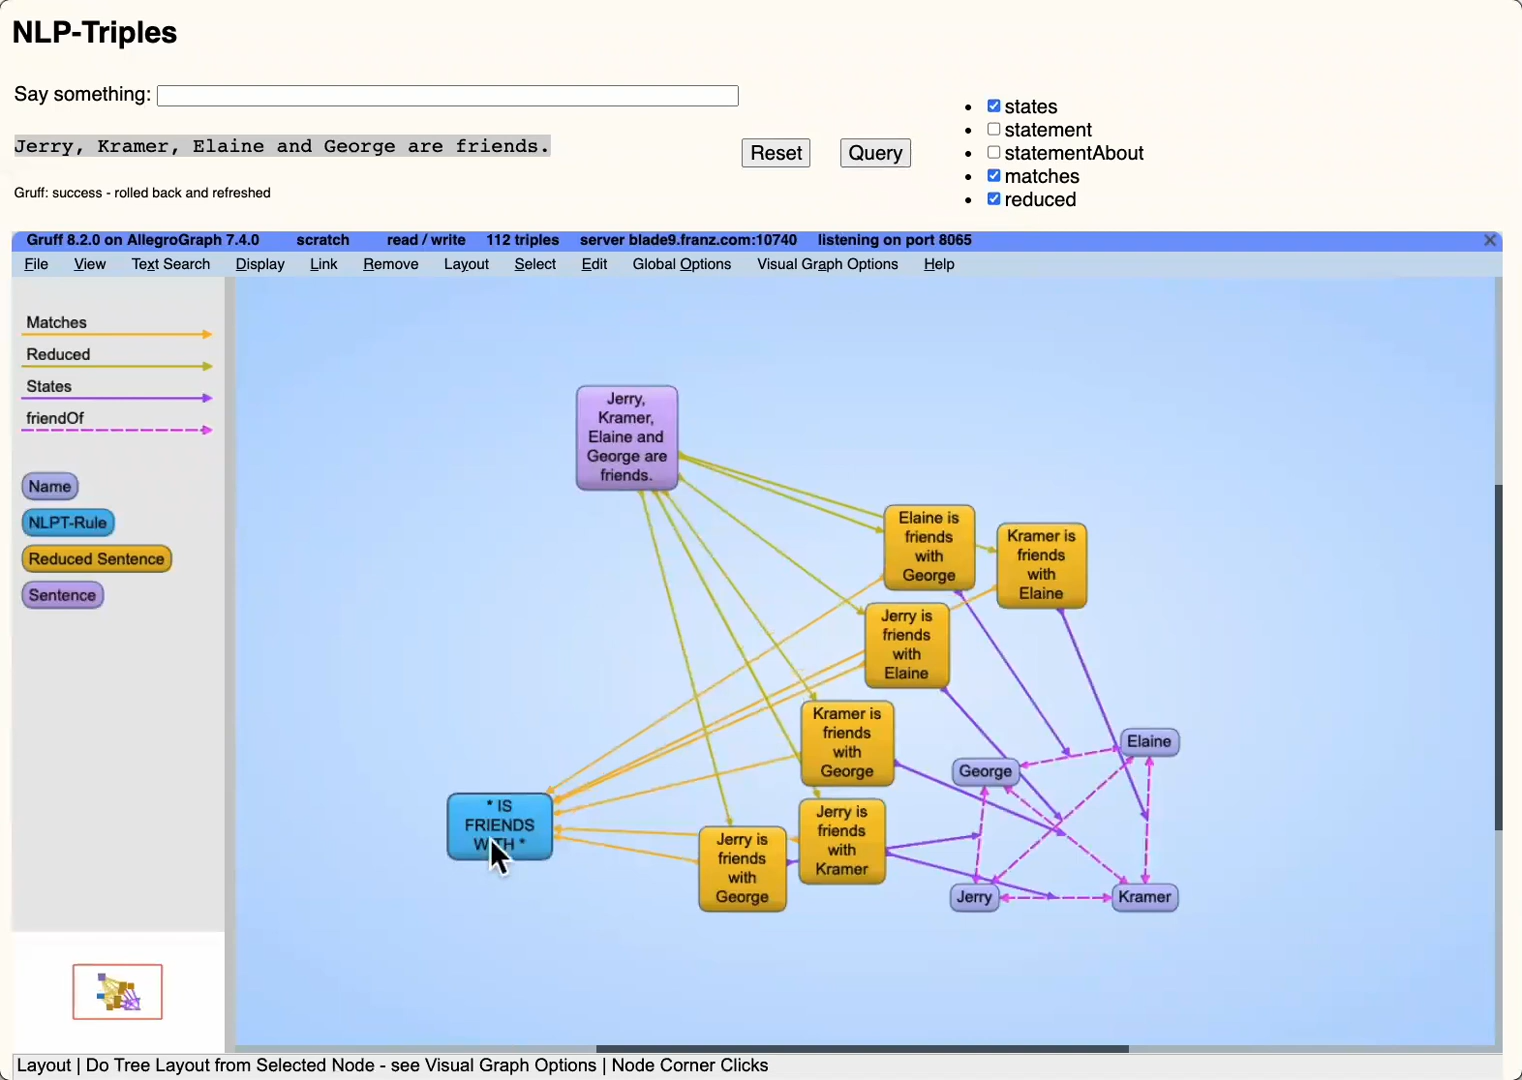 NLP-Triples
Say something:
Jerry, Kramer, Elaine and George are friends.
Reset
Query
states
statement
statementAbout
matches
reduced
Gruff: success - rolled back and refreshed
Gruff 8.2.0 on AllegroGraph 7.4.0 scratch read / write 112 triples server blade9.franz.com:10740 listening on port 8065
File View Text Search Display Link Remove Layout Select Edit Global Options Visual Graph Options Help
Matches
Reduced
States
friendOf
Name
NLPT-Rule
Reduced Sentence
Sentence
Jerry,
Kramer,
Elaine and
George are
friends.
Elaine is
friends
with
George
Kramer is
friends
with
Elaine
Jerry is
friends
with
Elaine
Kramer is
friends
with
George
Elaine
George
* IS
FRIENDS
WITH *
Jerry is
friends
with
Kramer
Jerry is
friends
with
George
Jerry
Kramer
Layout | Do Tree Layout from Selected Node - see Visual Graph Options | Node Corner Clicks